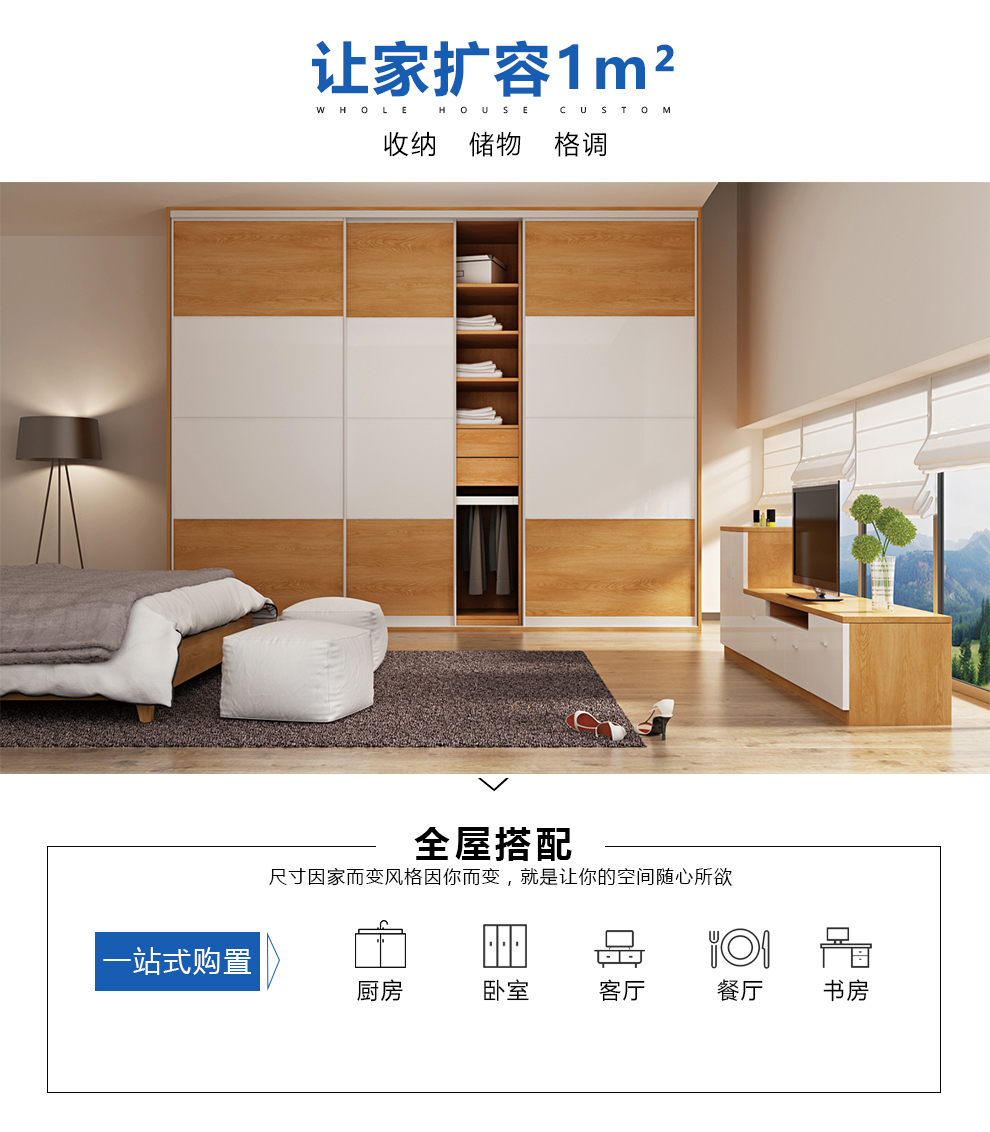 让家扩容1m²
WHOLE HOUSE CUSTOM
收纳 储物 格调
全屋搭配
尺寸因家而变风格因你而变，就是让你的空间随心所欲
一站式购置
厨房 卧室 客厅 餐厅 书房